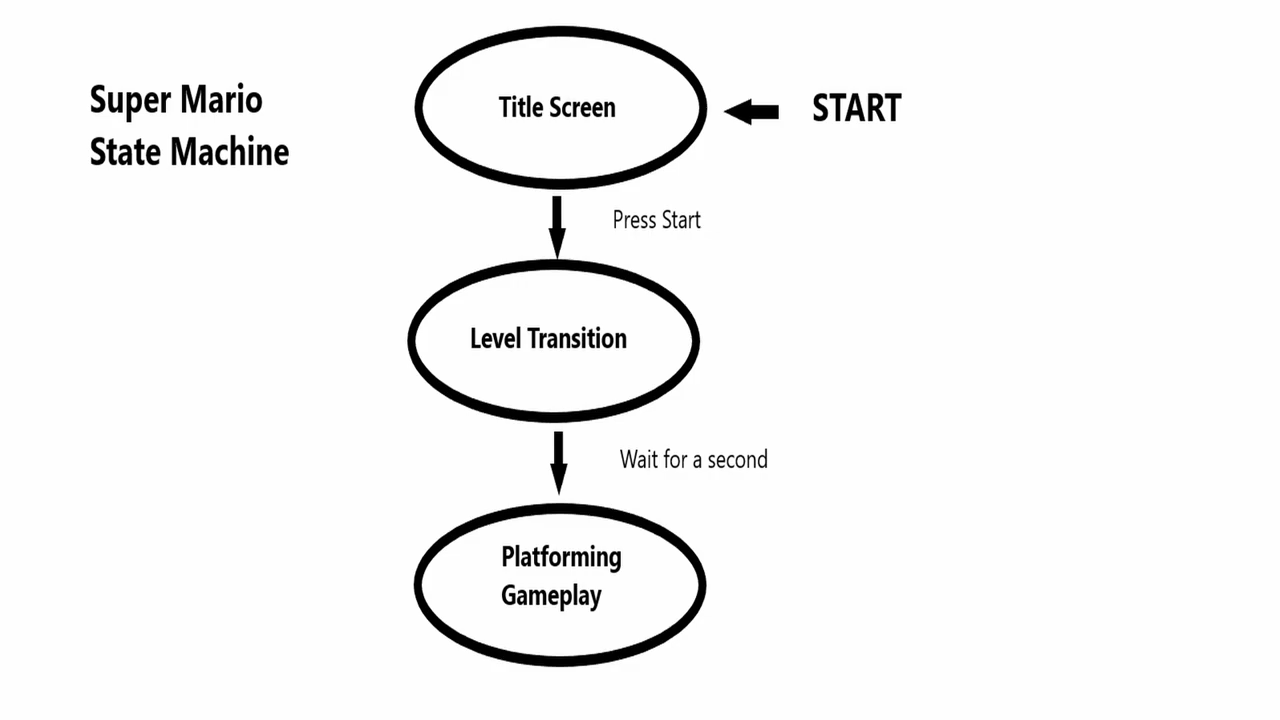 Super Mario
State Machine
Title Screen
START
Press Start
Level Transition
Wait for a second
Platforming
Gameplay